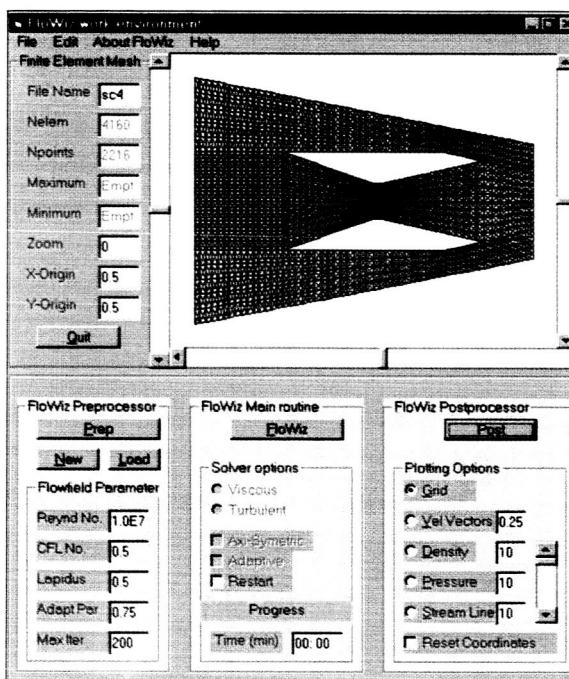 FloWiz work environment
File Edit About FloWiz Help
Finite Element Mesh
File Name sc4
Nelem 4160
Npoints 2216
Maximum Empt
Minimum Empt
Zoom 0
X-Origin 0.5
Y-Origin 0.5
Quit
FloWiz Preprocessor
Prep
New Load
Flowfield Parameter
Reynd No. 1.0E7
CFL No. 0.5
Lapidus 0.5
Adapt Par 0.75
Max Iter 200
FloWiz Main routine
FloWiz
Solver options
Viscous
Turbulent
Axi-Symetric
Adaptive
Restart
Progress
Time (min) 00: 00
FloWiz Postprocessor
Post
Plotting Options
Grid
Vel Vectors 0.25
Density 10
Pressure 10
Stream Line 10
Reset Coordinates